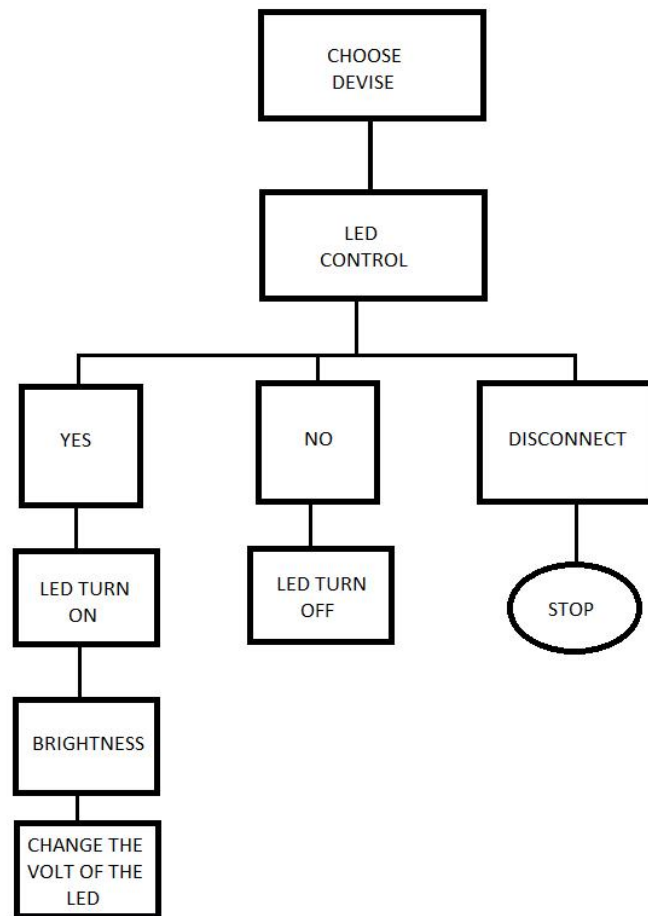 CHOOSE
DEVISE
LED
CONTROL
YES
NO
DISCONNECT
LED TURN
ON
LED TURN
OFF
STOP
BRIGHTNESS
CHANGE THE
VOLT OF THE
LED